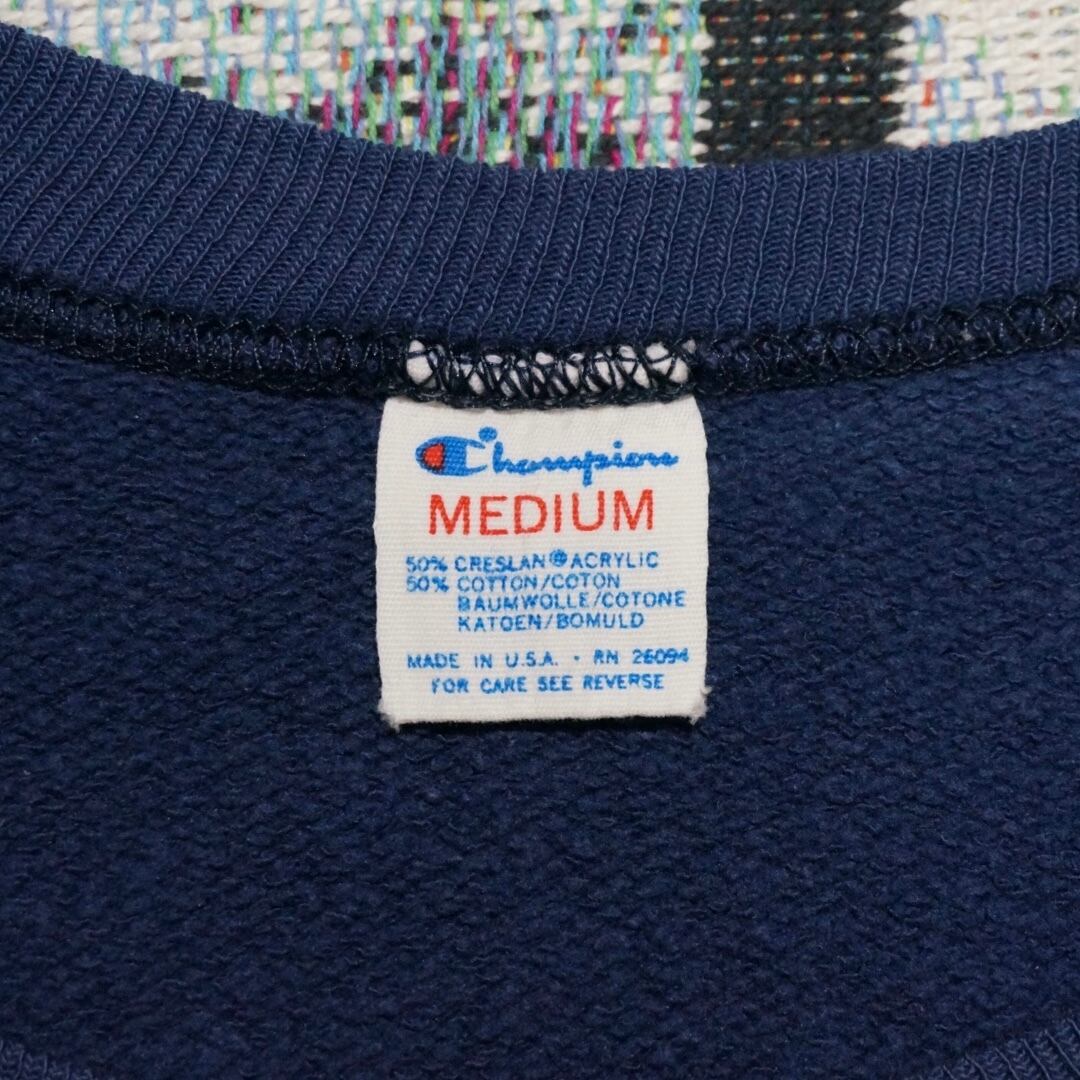 Champion
MEDIUM
50% CRESLAN® ACRYLIC
50% COTTON/COTON
BAUMWOLLE/COTONE
KATOEN/BOMULD
MADE IN U.S.A. • RN 26094
FOR CARE SEE REVERSE